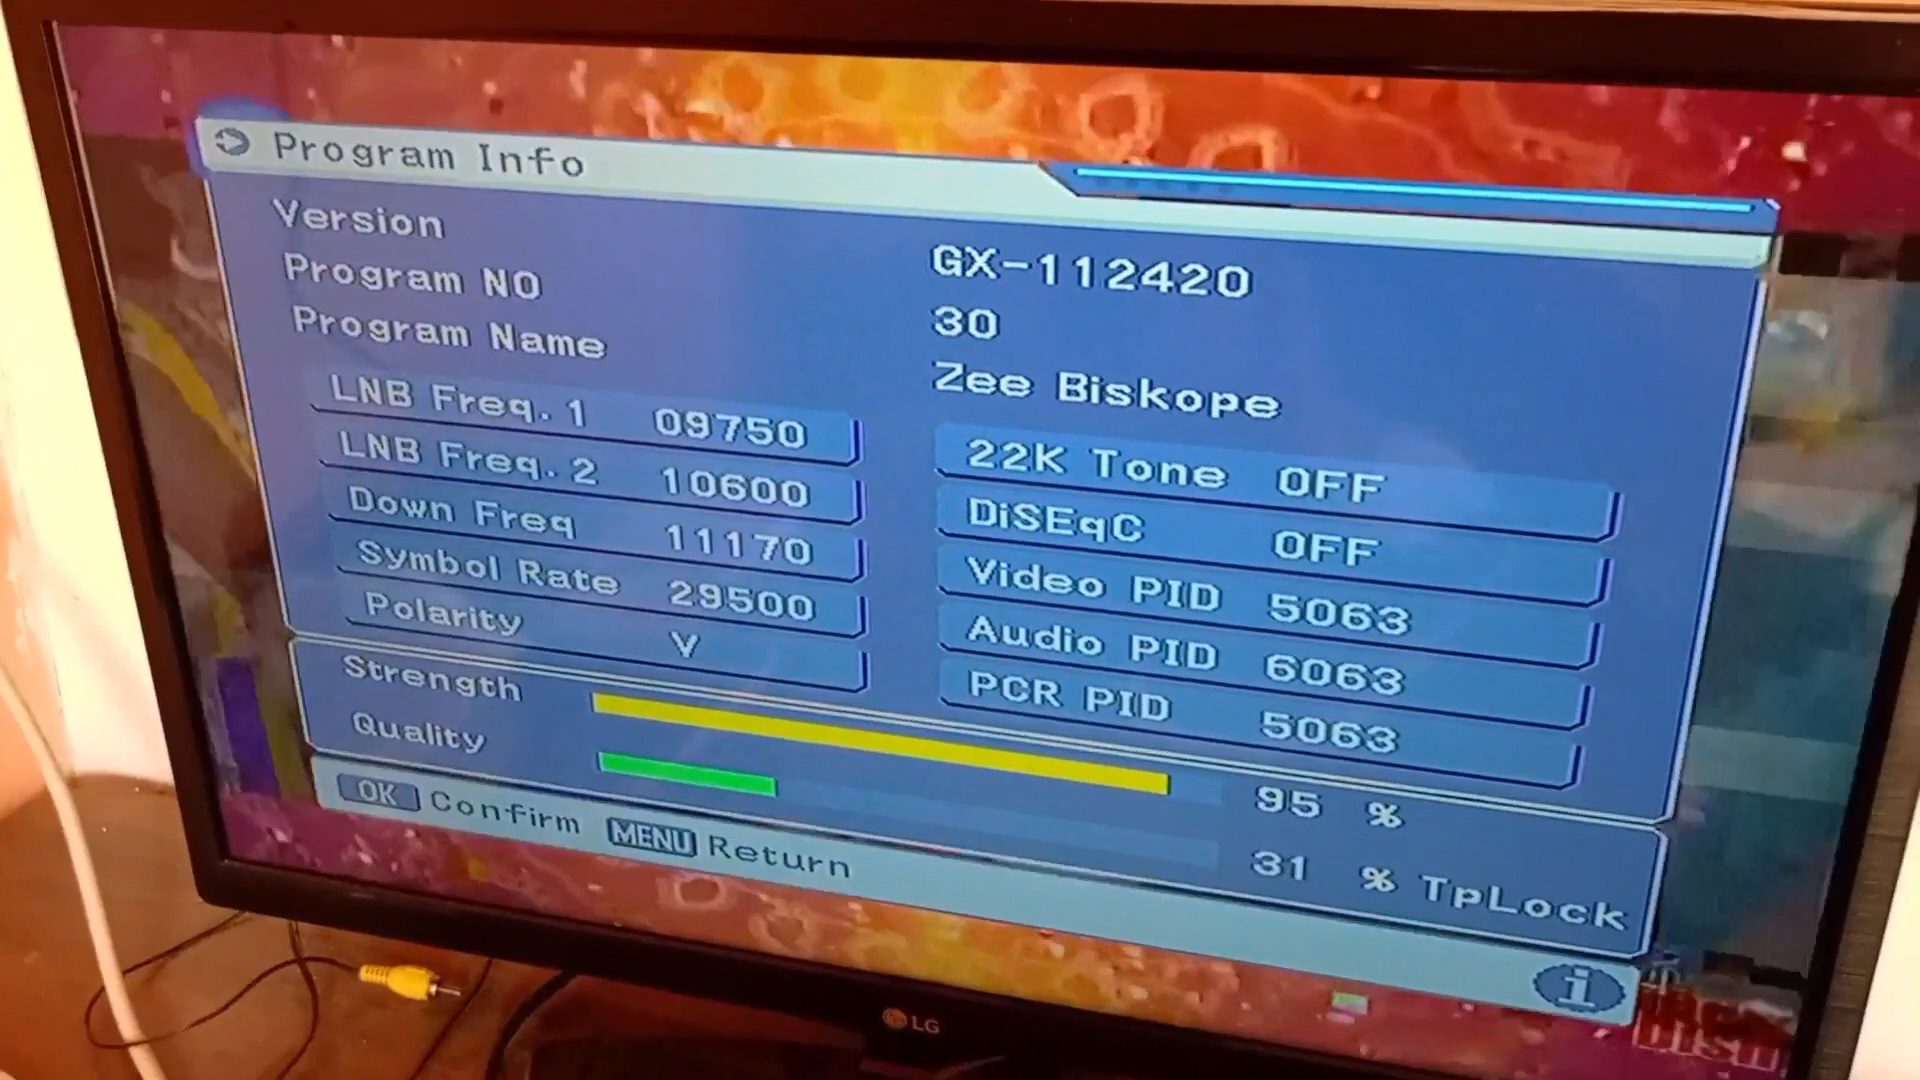 Program Info
Version GX-112420
Program NO 30
Program Name Zee Biskope
LNB Freq. 1 09750
LNB Freq. 2 10600
Down Freq 11170
Symbol Rate 29500
Polarity V
22K Tone OFF
DiSEqC OFF
Video PID 5063
Audio PID 6063
PCR PID 5063
Strength 95 %
Quality 31 % TpLock
OK Confirm MENU Return
i
LG